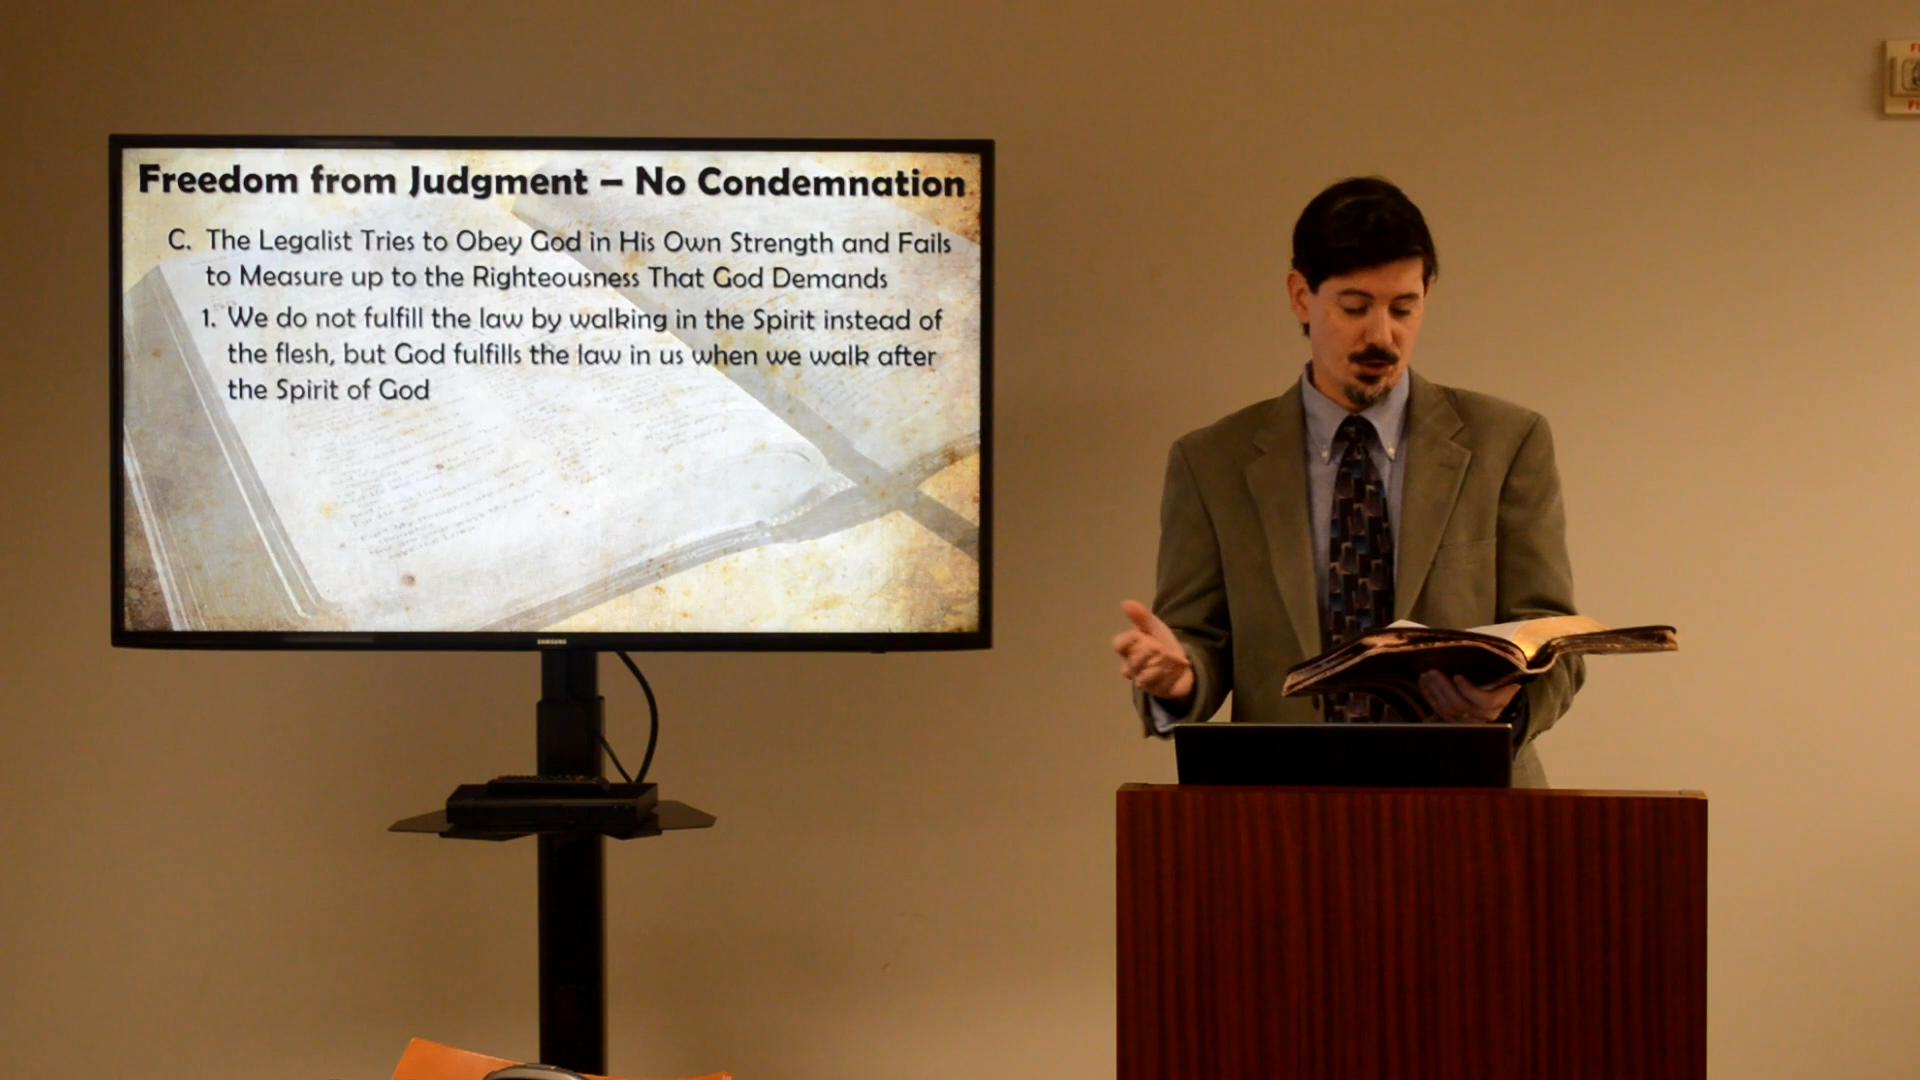 Freedom from Judgment – No Condemnation
C. The Legalist Tries to Obey God in His Own Strength and Fails
to Measure up to the Righteousness That God Demands
1. We do not fulfill the law by walking in the Spirit instead of
the flesh, but God fulfills the law in us when we walk after
the Spirit of God
SAMSUNG